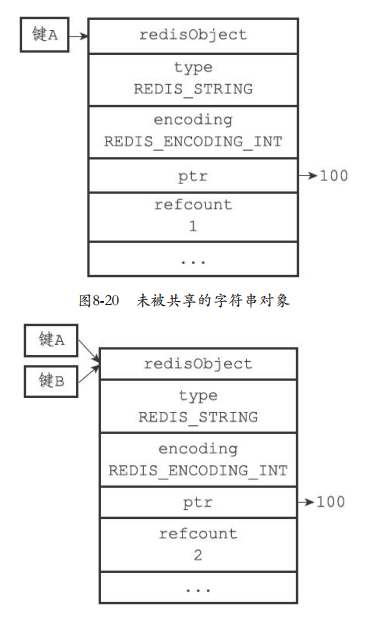 键A
redisObject
type
REDIS_STRING
encoding
REDIS_ENCODING_INT
ptr
100
refcount
1
...
图8-20 未被共享的字符串对象
键A
键B
redisObject
type
REDIS_STRING
encoding
REDIS_ENCODING_INT
ptr
100
refcount
2
...